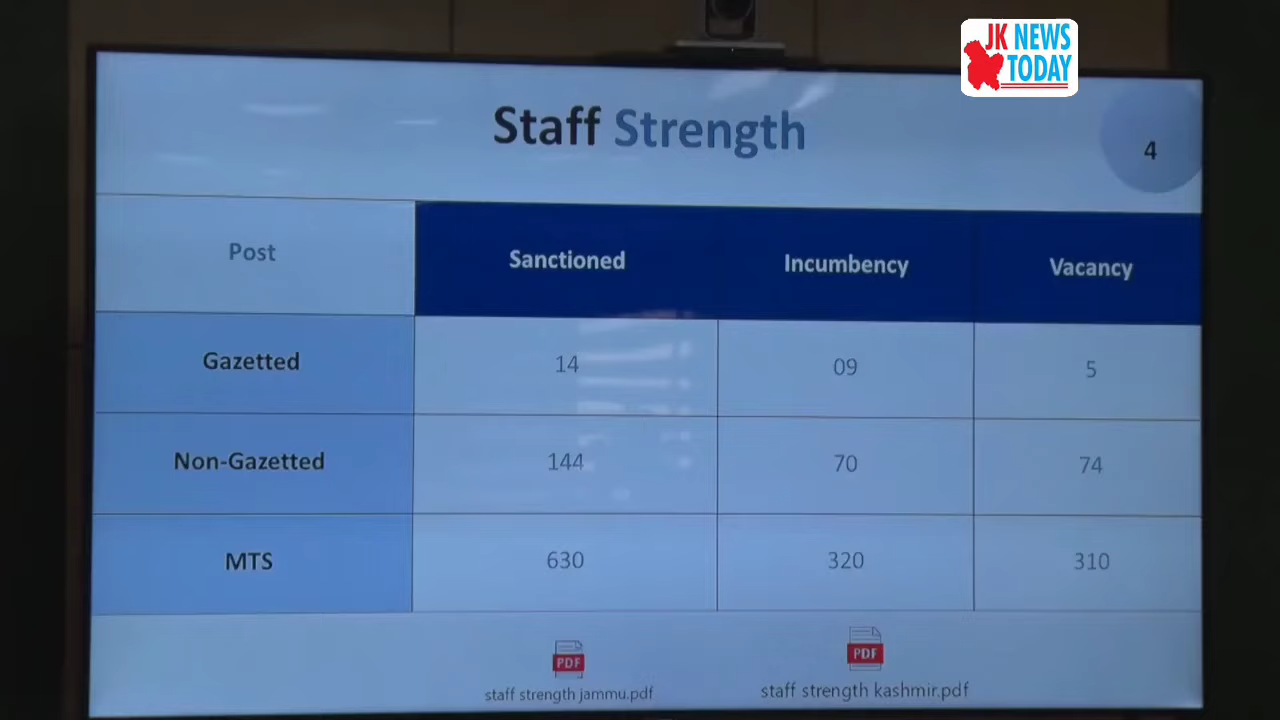 JK NEWS
TODAY
Staff Strength
4
Post Sanctioned Incumbency Vacancy
Gazetted 14 09 5
Non-Gazetted 144 70 74
MTS 630 320 310
PDF PDF
staff strength jammu.pdf staff strength kashmir.pdf